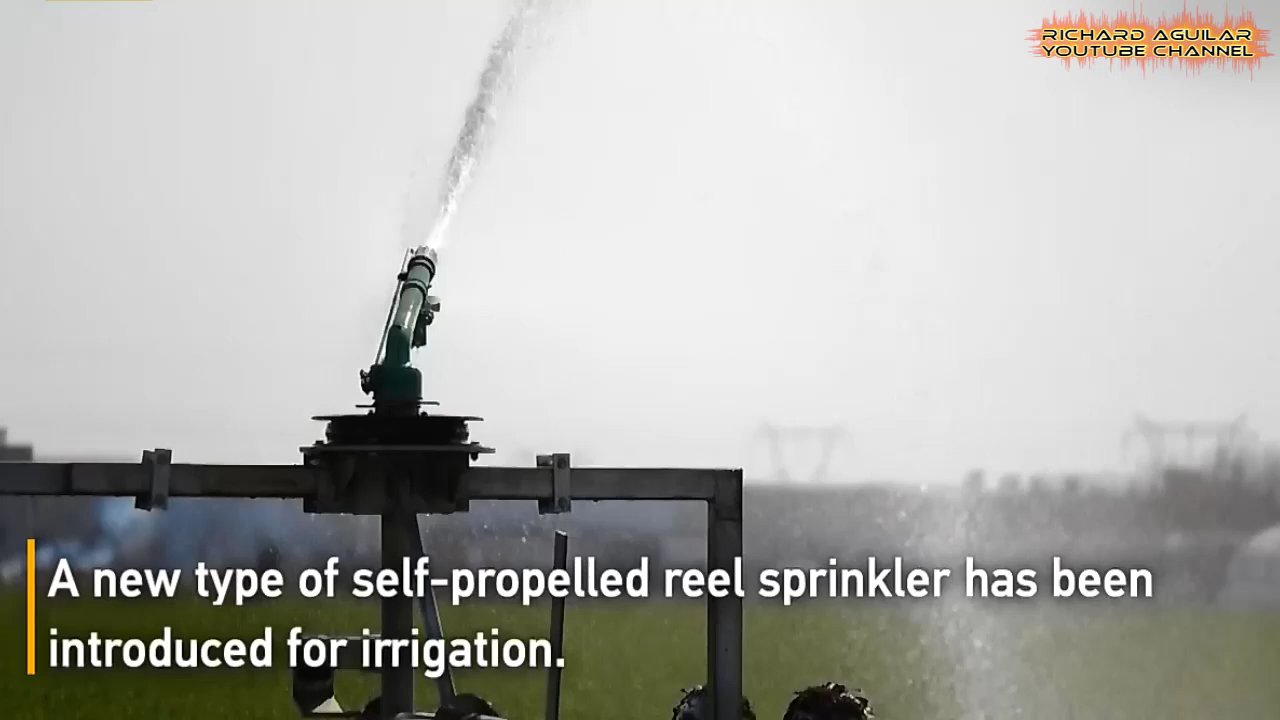 RICHARD AGUILAR
YOUTUBE CHANNEL
A new type of self-propelled reel sprinkler has been
introduced for irrigation.